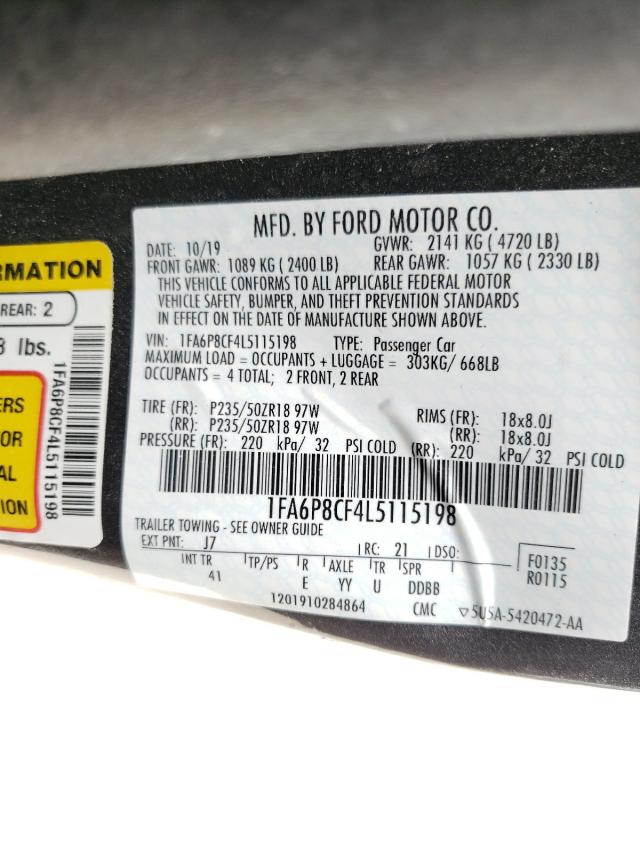 RMATION
REAR: 2
8 lbs.
ERS
OR
AL
ION
1FA6P8CF4L5115198
MFD. BY FORD MOTOR CO.
DATE: 10/19 GVWR: 2141 KG ( 4720 LB)
FRONT GAWR: 1089 KG ( 2400 LB) REAR GAWR: 1057 KG ( 2330 LB)
THIS VEHICLE CONFORMS TO ALL APPLICABLE FEDERAL MOTOR
VEHICLE SAFETY, BUMPER, AND THEFT PREVENTION STANDARDS
IN EFFECT ON THE DATE OF MANUFACTURE SHOWN ABOVE.
VIN: 1FA6P8CF4L5115198 TYPE: Passenger Car
MAXIMUM LOAD = OCCUPANTS + LUGGAGE = 303KG/ 668LB
OCCUPANTS = 4 TOTAL; 2 FRONT, 2 REAR
TIRE (FR): P235/50ZR18 97W RIMS (FR): 18x8.0J
(RR): P235/50ZR18 97W (RR): 18x8.0J
PRESSURE (FR): 220 kPa/ 32 PSI COLD (RR): 220 kPa/ 32 PSI COLD
1FA6P8CF4L5115198
TRAILER TOWING - SEE OWNER GUIDE
EXT PNT: J7 RC: 21 DSO: F0135
INT TR TP/PS R AXLE TR SPR R0115
41 E YY U DDBB
1201910284864 CMC ▽5U5A-5420472-AA